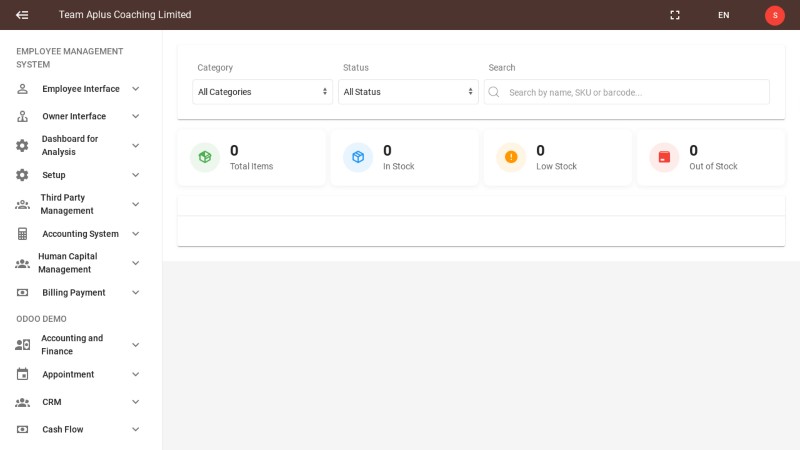 Team Aplus Coaching Limited
EN
S
EMPLOYEE MANAGEMENT
SYSTEM
Employee Interface
Owner Interface
Dashboard for
Analysis
Setup
Third Party
Management
Accounting System
Human Capital
Management
Billing Payment
ODOO DEMO
Accounting and
Finance
Appointment
CRM
Cash Flow
Category
Status
Search
All Categories
All Status
Search by name, SKU or barcode...
0
Total Items
0
In Stock
0
Low Stock
0
Out of Stock